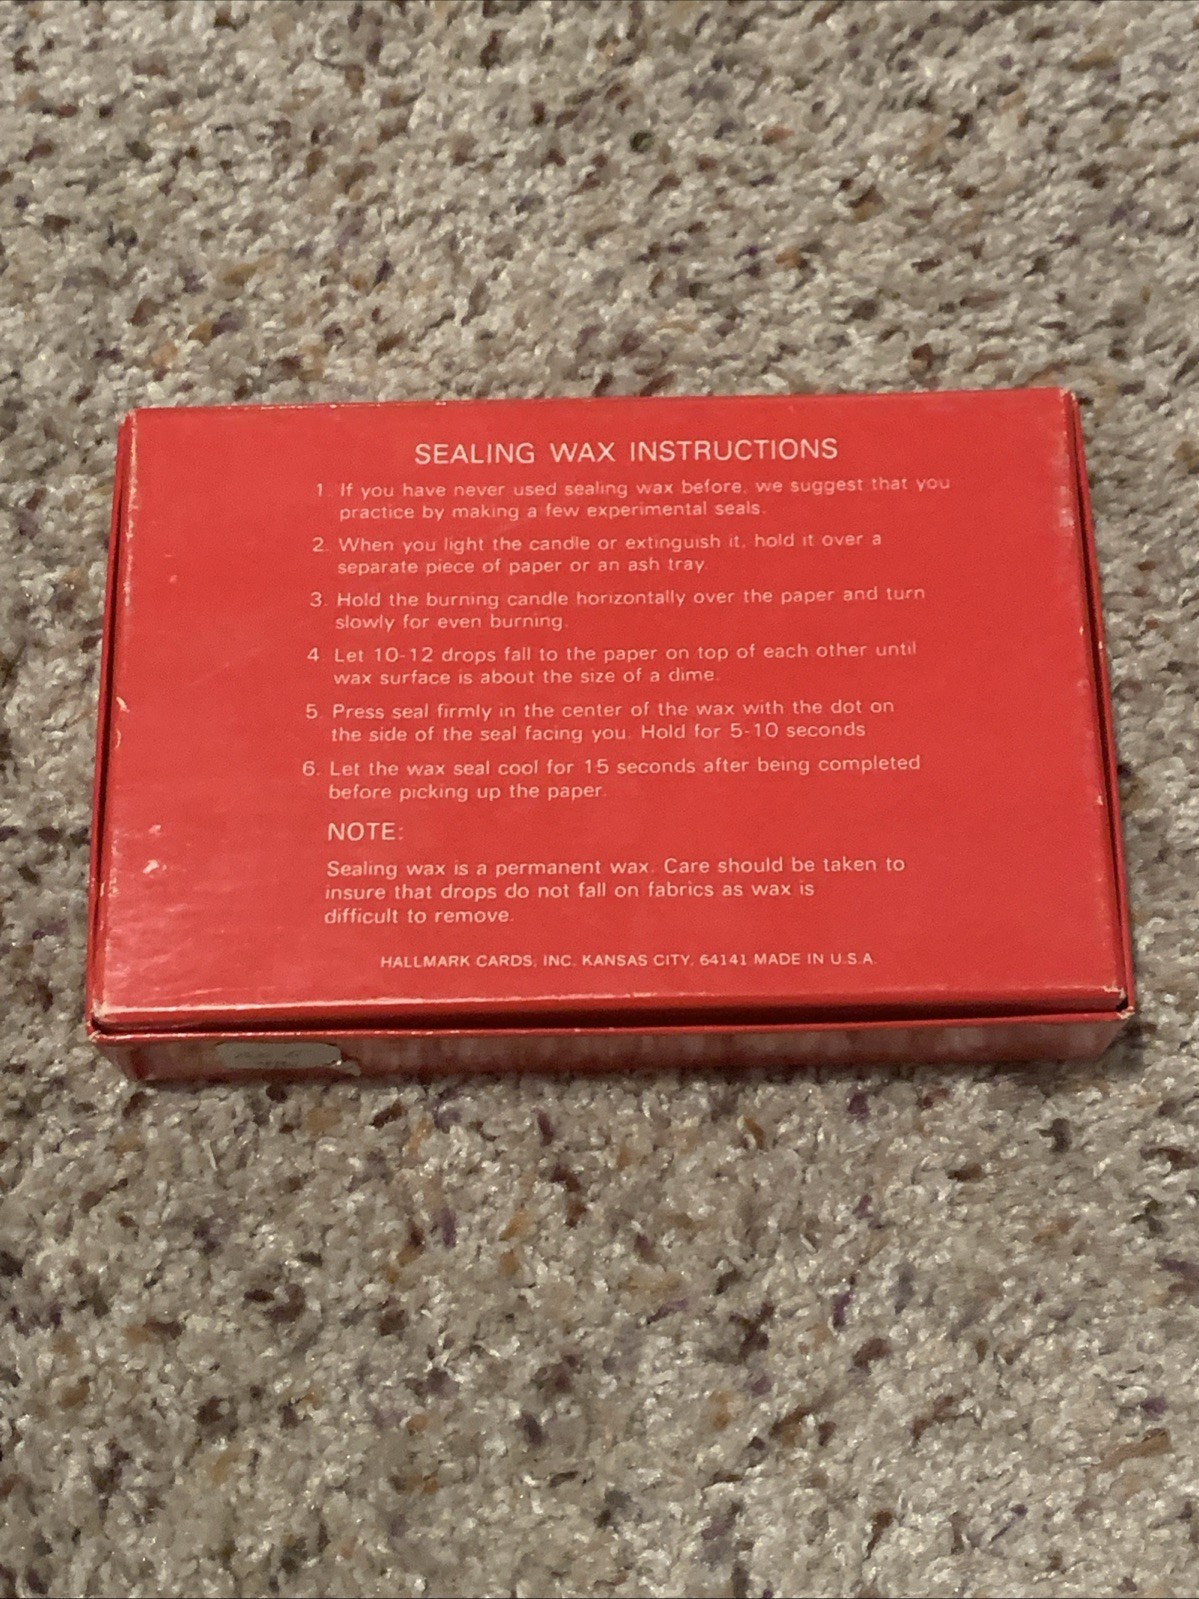 SEALING WAX INSTRUCTIONS
1. If you have never used sealing wax before, we suggest that you
practice by making a few experimental seals.
2. When you light the candle or extinguish it, hold it over a
separate piece of paper or an ash tray.
3. Hold the burning candle horizontally over the paper and turn
slowly for even burning.
4. Let 10-12 drops fall to the paper on top of each other until
wax surface is about the size of a dime.
5. Press seal firmly in the center of the wax with the dot on
the side of the seal facing you. Hold for 5-10 seconds
6. Let the wax seal cool for 15 seconds after being completed
before picking up the paper.
NOTE:
Sealing wax is a permanent wax. Care should be taken to
insure that drops do not fall on fabrics as wax is
difficult to remove.
HALLMARK CARDS, INC. KANSAS CITY, 64141 MADE IN U.S.A.